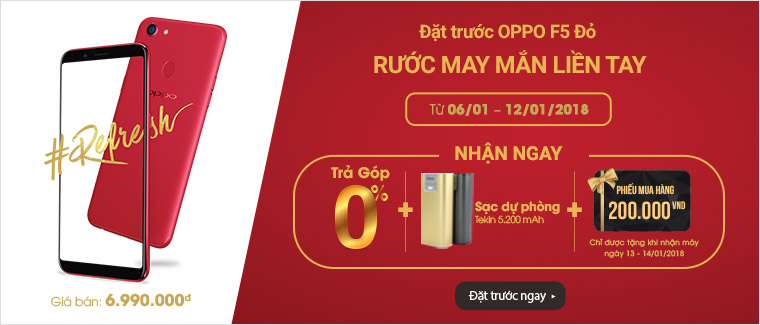 #Refresh
oppo
Giá bán: 6.990.000đ
Đặt trước OPPO F5 Đỏ
RƯỚC MAY MẮN LIỀN TAY
Từ 06/01 – 12/01/2018
NHẬN NGAY
Trả Góp
0%
+
Sạc dự phòng
Tekin 5.200 mAh
+
PHIẾU MUA HÀNG
200.000 VND
Chỉ được tặng khi nhận máy
ngày 13 - 14/01/2018
Đặt trước ngay ▸